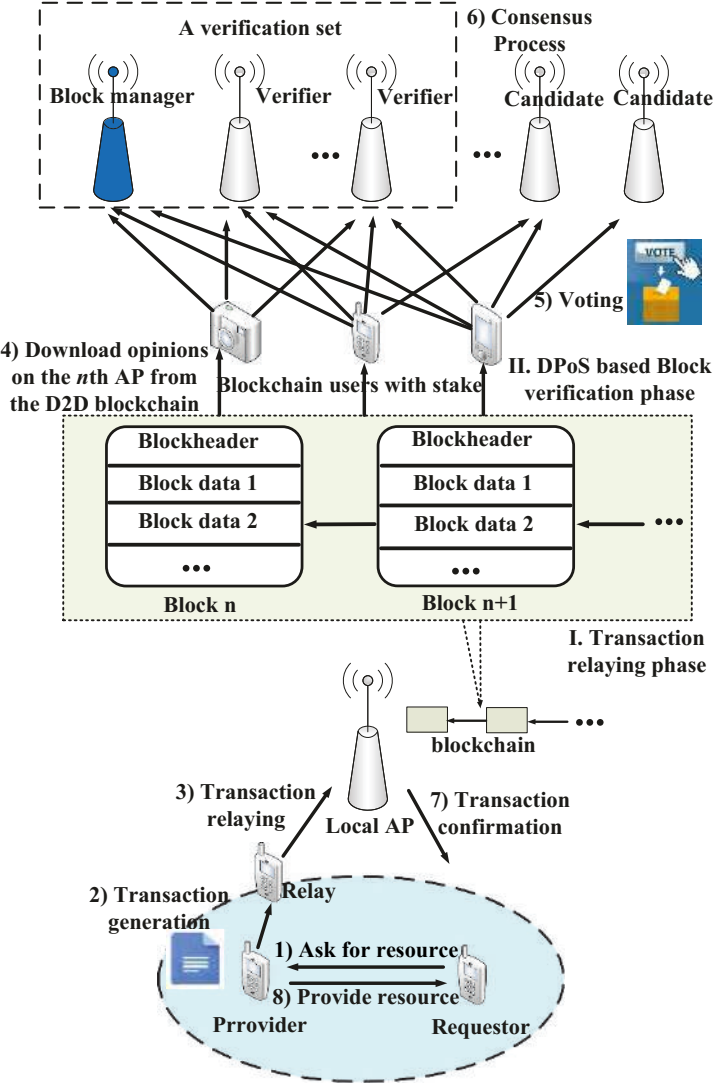 A verification set
6) Consensus
Process
Block manager
Verifier
Verifier
Candidate
Candidate
•••
•••
•••
VOTE
5) Voting
4) Download opinions
on the nth AP from
the D2D blockchain
Blockchain users with stake
II. DPoS based Block
verification phase
Blockheader
Block data 1
Block data 2
•••
Block n
Blockheader
Block data 1
Block data 2
•••
Block n+1
•••
I. Transaction
relaying phase
•••
blockchain
3) Transaction
relaying
Local AP
7) Transaction
confirmation
Relay
2) Transaction
generation
1) Ask for resource
8) Provide resource
Prrovider
Requestor